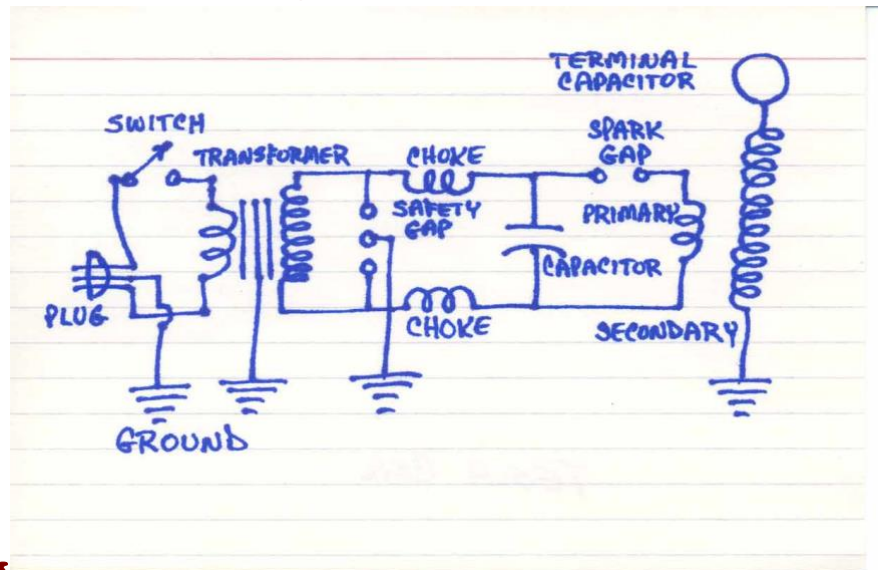 TERMINAL
CAPACITOR
SWITCH
SPARK
GAP
TRANSFORMER
CHOKE
SAFETY
GAP
PRIMARY
CAPACITOR
PLUG
CHOKE
SECONDARY
GROUND